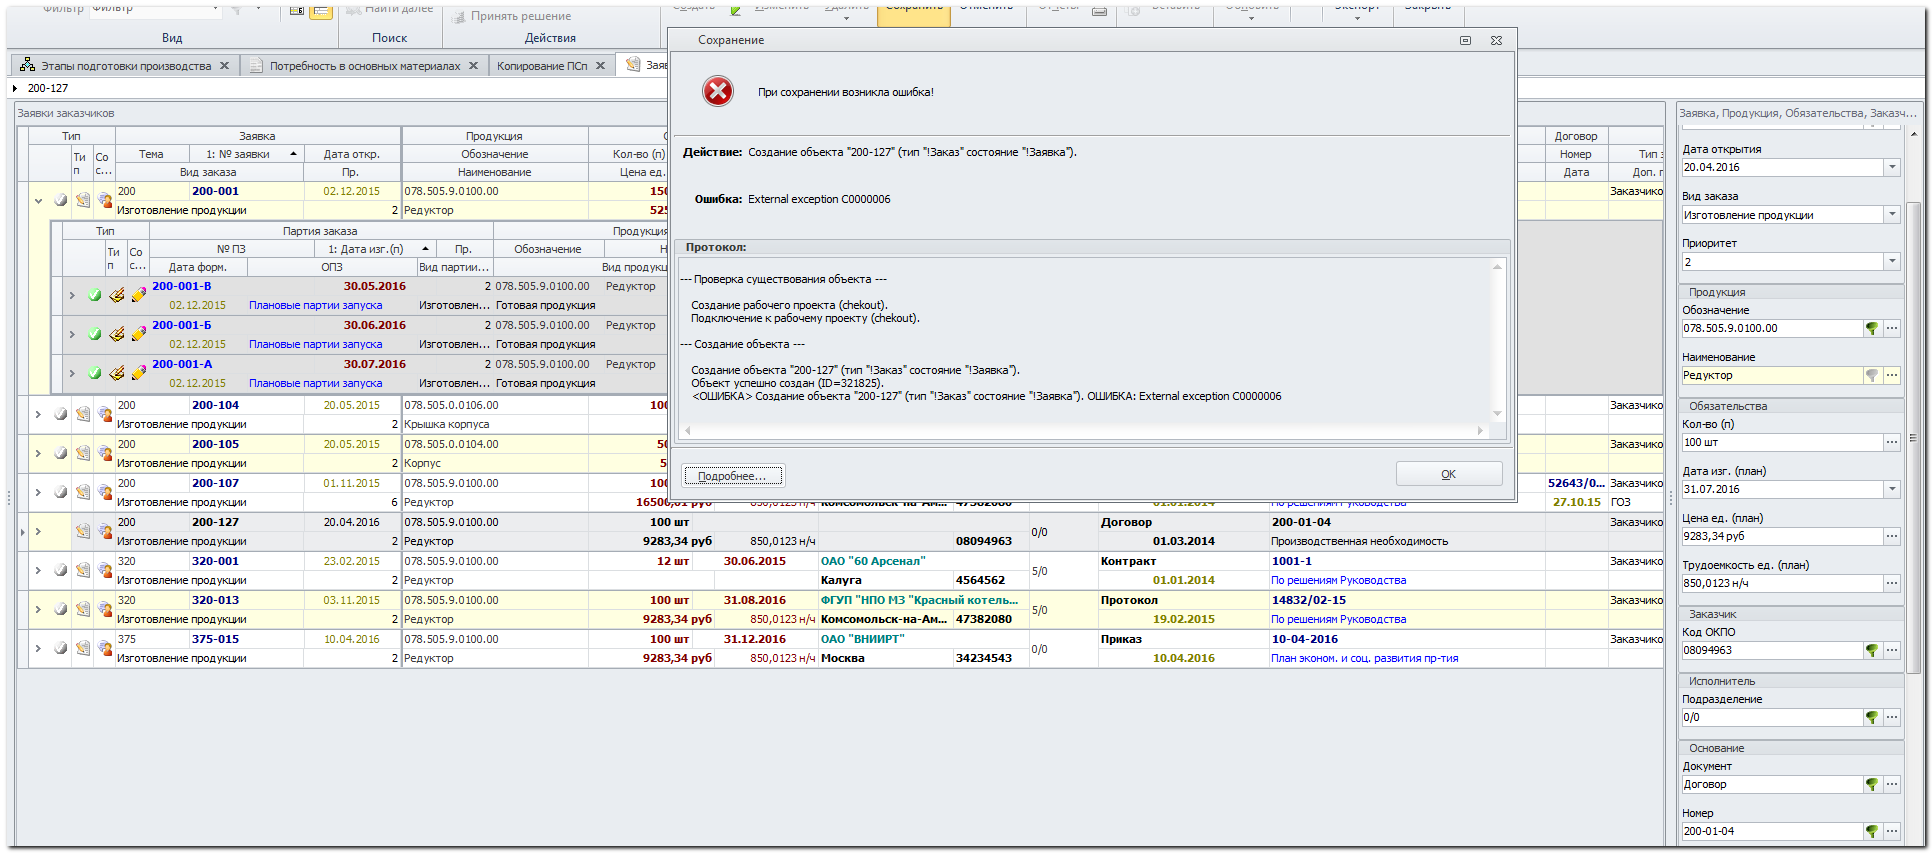 Фильтр Фильтр
Найти далее
Принять решение
Создать Изменить Удалить Сохранить Отменить Отчеты Вставить Обновить Экспорт Закрыть
Вид Поиск Действия
Этапы подготовки производства
Потребность в основных материалах
Копирование ПСп
Зая
200-127
Заявки заказчиков
Тип Заявка Продукция Договор
Ти п Со с... Тема 1: № заявки Дата откр. Обозначение Кол-во (п) Номер Тип з
Вид заказа Пр. Наименование Цена ед. Дата Доп. г
200 200-001 02.12.2015 078.505.9.0100.00 150 Заказчико
Изготовление продукции 2 Редуктор 525
Тип Партия заказа Продукция
Ти п Со с... № ПЗ 1: Дата изг.(п) Пр. Обозначение Н
Дата форм. ОПЗ Вид партии... Вид продукц
200-001-В 30.05.2016 2 078.505.9.0100.00 Редуктор
02.12.2015 Плановые партии запуска Изготовлен... Готовая продукция
200-001-Б 30.06.2016 2 078.505.9.0100.00 Редуктор
02.12.2015 Плановые партии запуска Изготовлен... Готовая продукция
200-001-А 30.07.2016 2 078.505.9.0100.00 Редуктор
02.12.2015 Плановые партии запуска Изготовлен... Готовая продукция
200 200-104 20.05.2015 078.505.0.0106.00 100 Заказчико
Изготовление продукции 2 Крышка корпуса
200 200-105 20.05.2015 078.505.0.0104.00 50 Заказчико
Изготовление продукции 2 Корпус 5
200 200-107 01.11.2015 078.505.9.0100.00 100 52643/0... Заказчико
Изготовление продукции 6 Редуктор 16500,01 руб 850,0123 н/ч Комсомольск-на-Ам... 47382080 01.01.2014 По решениям Руководства 27.10.15 ГОЗ
200 200-127 20.04.2016 078.505.9.0100.00 100 шт 0/0 Договор 200-01-04 Заказчико
Изготовление продукции 2 Редуктор 9283,34 руб 850,0123 н/ч 08094963 01.03.2014 Производственная необходимость
320 320-001 23.02.2015 078.505.9.0100.00 12 шт 30.06.2015 ОАО "60 Арсенал" 5/0 Контракт 1001-1 Заказчико
Изготовление продукции 2 Редуктор Калуга 4564562 01.01.2014 По решениям Руководства
320 320-013 03.11.2015 078.505.9.0100.00 100 шт 31.08.2016 ФГУП "НПО МЗ "Красный котель... 5/0 Протокол 14832/02-15 Заказчико
Изготовление продукции 2 Редуктор 9283,34 руб 850,0123 н/ч Комсомольск-на-Ам... 47382080 19.02.2015 По решениям Руководства
375 375-015 10.04.2016 078.505.9.0100.00 100 шт 31.12.2016 ОАО "ВНИИРТ" 0/0 Приказ 10-04-2016 Заказчико
Изготовление продукции 2 Редуктор 9283,34 руб 850,0123 н/ч Москва 34234543 10.04.2016 План эконом. и соц. развития пр-тия
Сохранение
При сохранении возникла ошибка!
Действие: Создание объекта "200-127" (тип "!Заказ" состояние "!Заявка").
Ошибка: External exception C0000006
Протокол:
--- Проверка существования объекта ---
Создание рабочего проекта (chekout).
Подключение к рабочему проекту (chekout).
--- Создание объекта ---
Создание объекта "200-127" (тип "!Заказ" состояние "!Заявка").
Объект успешно создан (ID=321825).
<ОШИБКА> Создание объекта "200-127" (тип "!Заказ" состояние "!Заявка"). ОШИБКА: External exception C0000006
Подробнее...
OK
Заявка, Продукция, Обязательства, Заказч...
Дата открытия
20.04.2016
Вид заказа
Изготовление продукции
Приоритет
2
Продукция
Обозначение
078.505.9.0100.00
Наименование
Редуктор
Обязательства
Кол-во (п)
100 шт
Дата изг. (план)
31.07.2016
Цена ед. (план)
9283,34 руб
Трудоемкость ед. (план)
850,0123 н/ч
Заказчик
Код ОКПО
08094963
Исполнитель
Подразделение
0/0
Основание
Документ
Договор
Номер
200-01-04